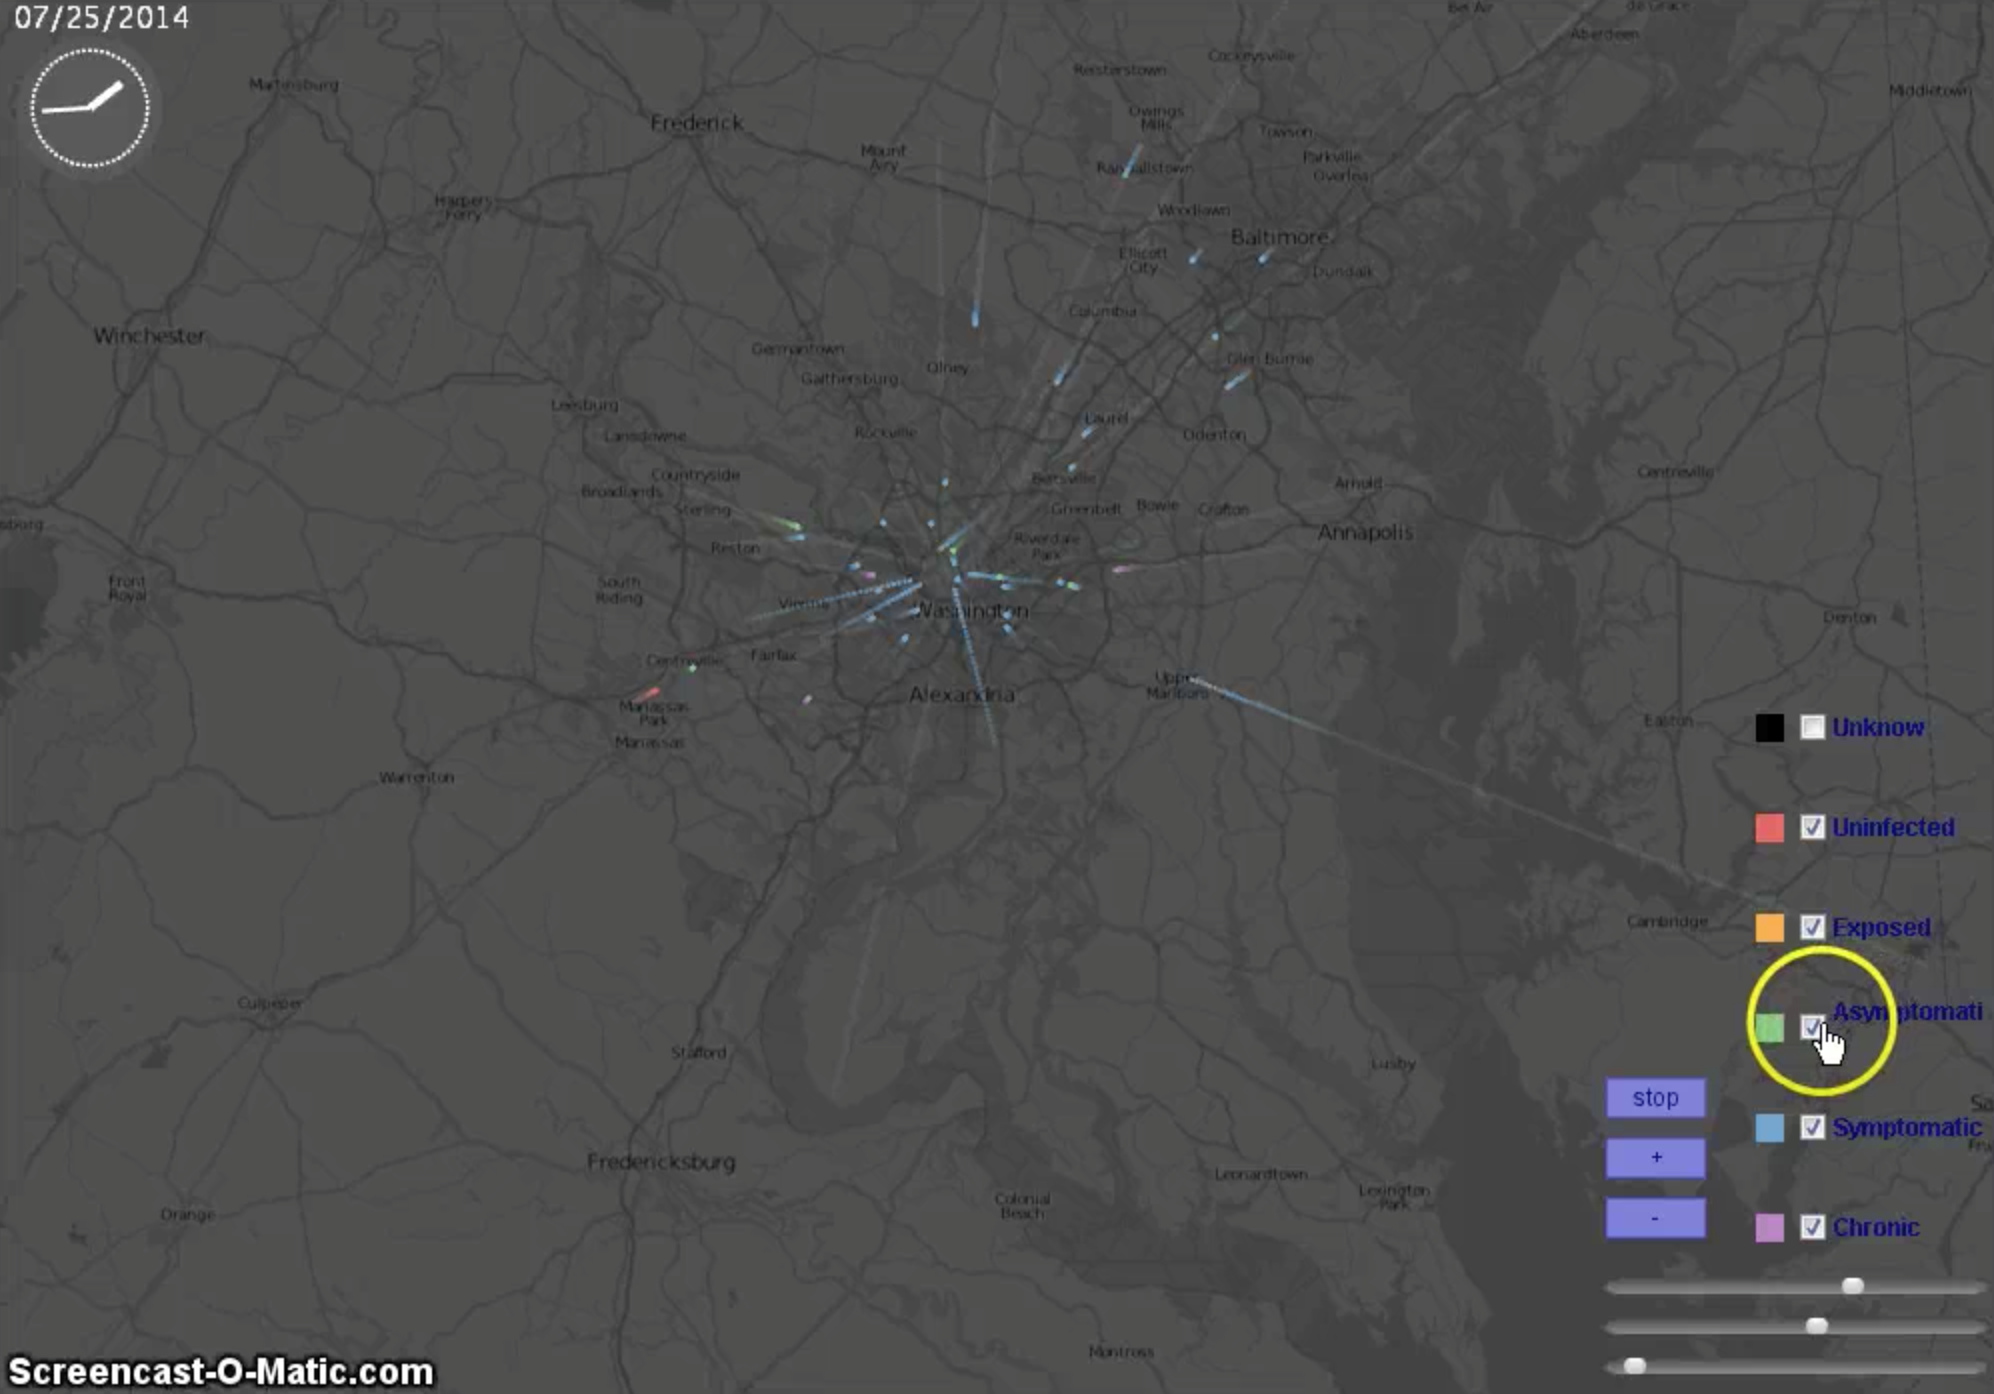 07/25/2014
Bel Air
de Grace
Aberdeen
Cockeysville
Reisterstown
Martinsburg
Middletown
Owings
Mills
Frederick
Towson
Mount
Airy
Parkville
Randallstown
Overlea
Harpers
Ferry
Woodlawn
Baltimore
Ellicott
City
Dundalk
Columbia
Winchester
Germantown
Glen Burnie
Olney
Gaithersburg
Leesburg
Laurel
Lansdowne
Rockville
Odenton
Countryside
Centreville
Beltsville
Arnold
Broadlands
Sterling
Greenbelt
Bowie
Crofton
sburg
Annapolis
Riverdale
Park
Reston
Front
Royal
South
Riding
Vienna
Washington
Denton
Centreville
Fairfax
Alexandria
Upper
Marlboro
Manassas
Park
Easton
Unknow
Manassas
Warrenton
Uninfected
Cambridge
Exposed
Culpeper
Asymptomati
Stafford
Lusby
stop
Sa
Symptomatic
+
Fredericksburg
Leonardtown
Lexington
Park
Colonial
Beach
Orange
-
Chronic
Montross
Screencast-O-Matic.com